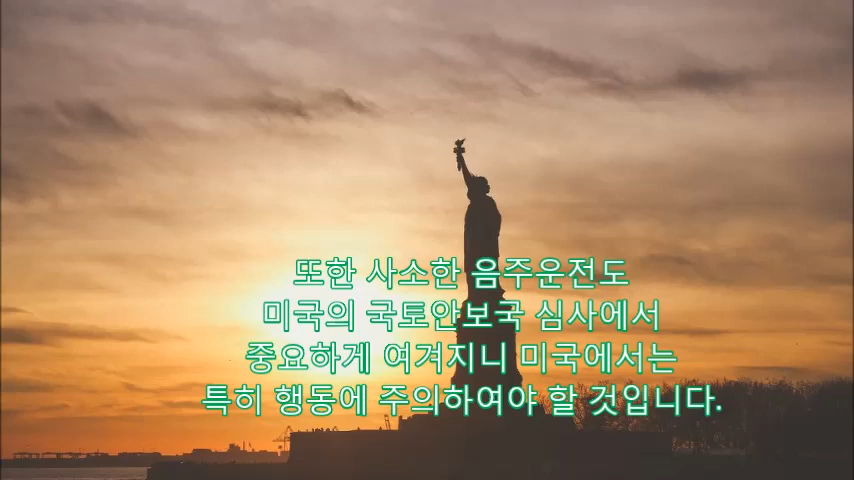 또한 사소한 음주운전도
미국의 국토안보국 심사에서
중요하게 여겨지니 미국에서는
특히 행동에 주의하여야 할 것입니다.